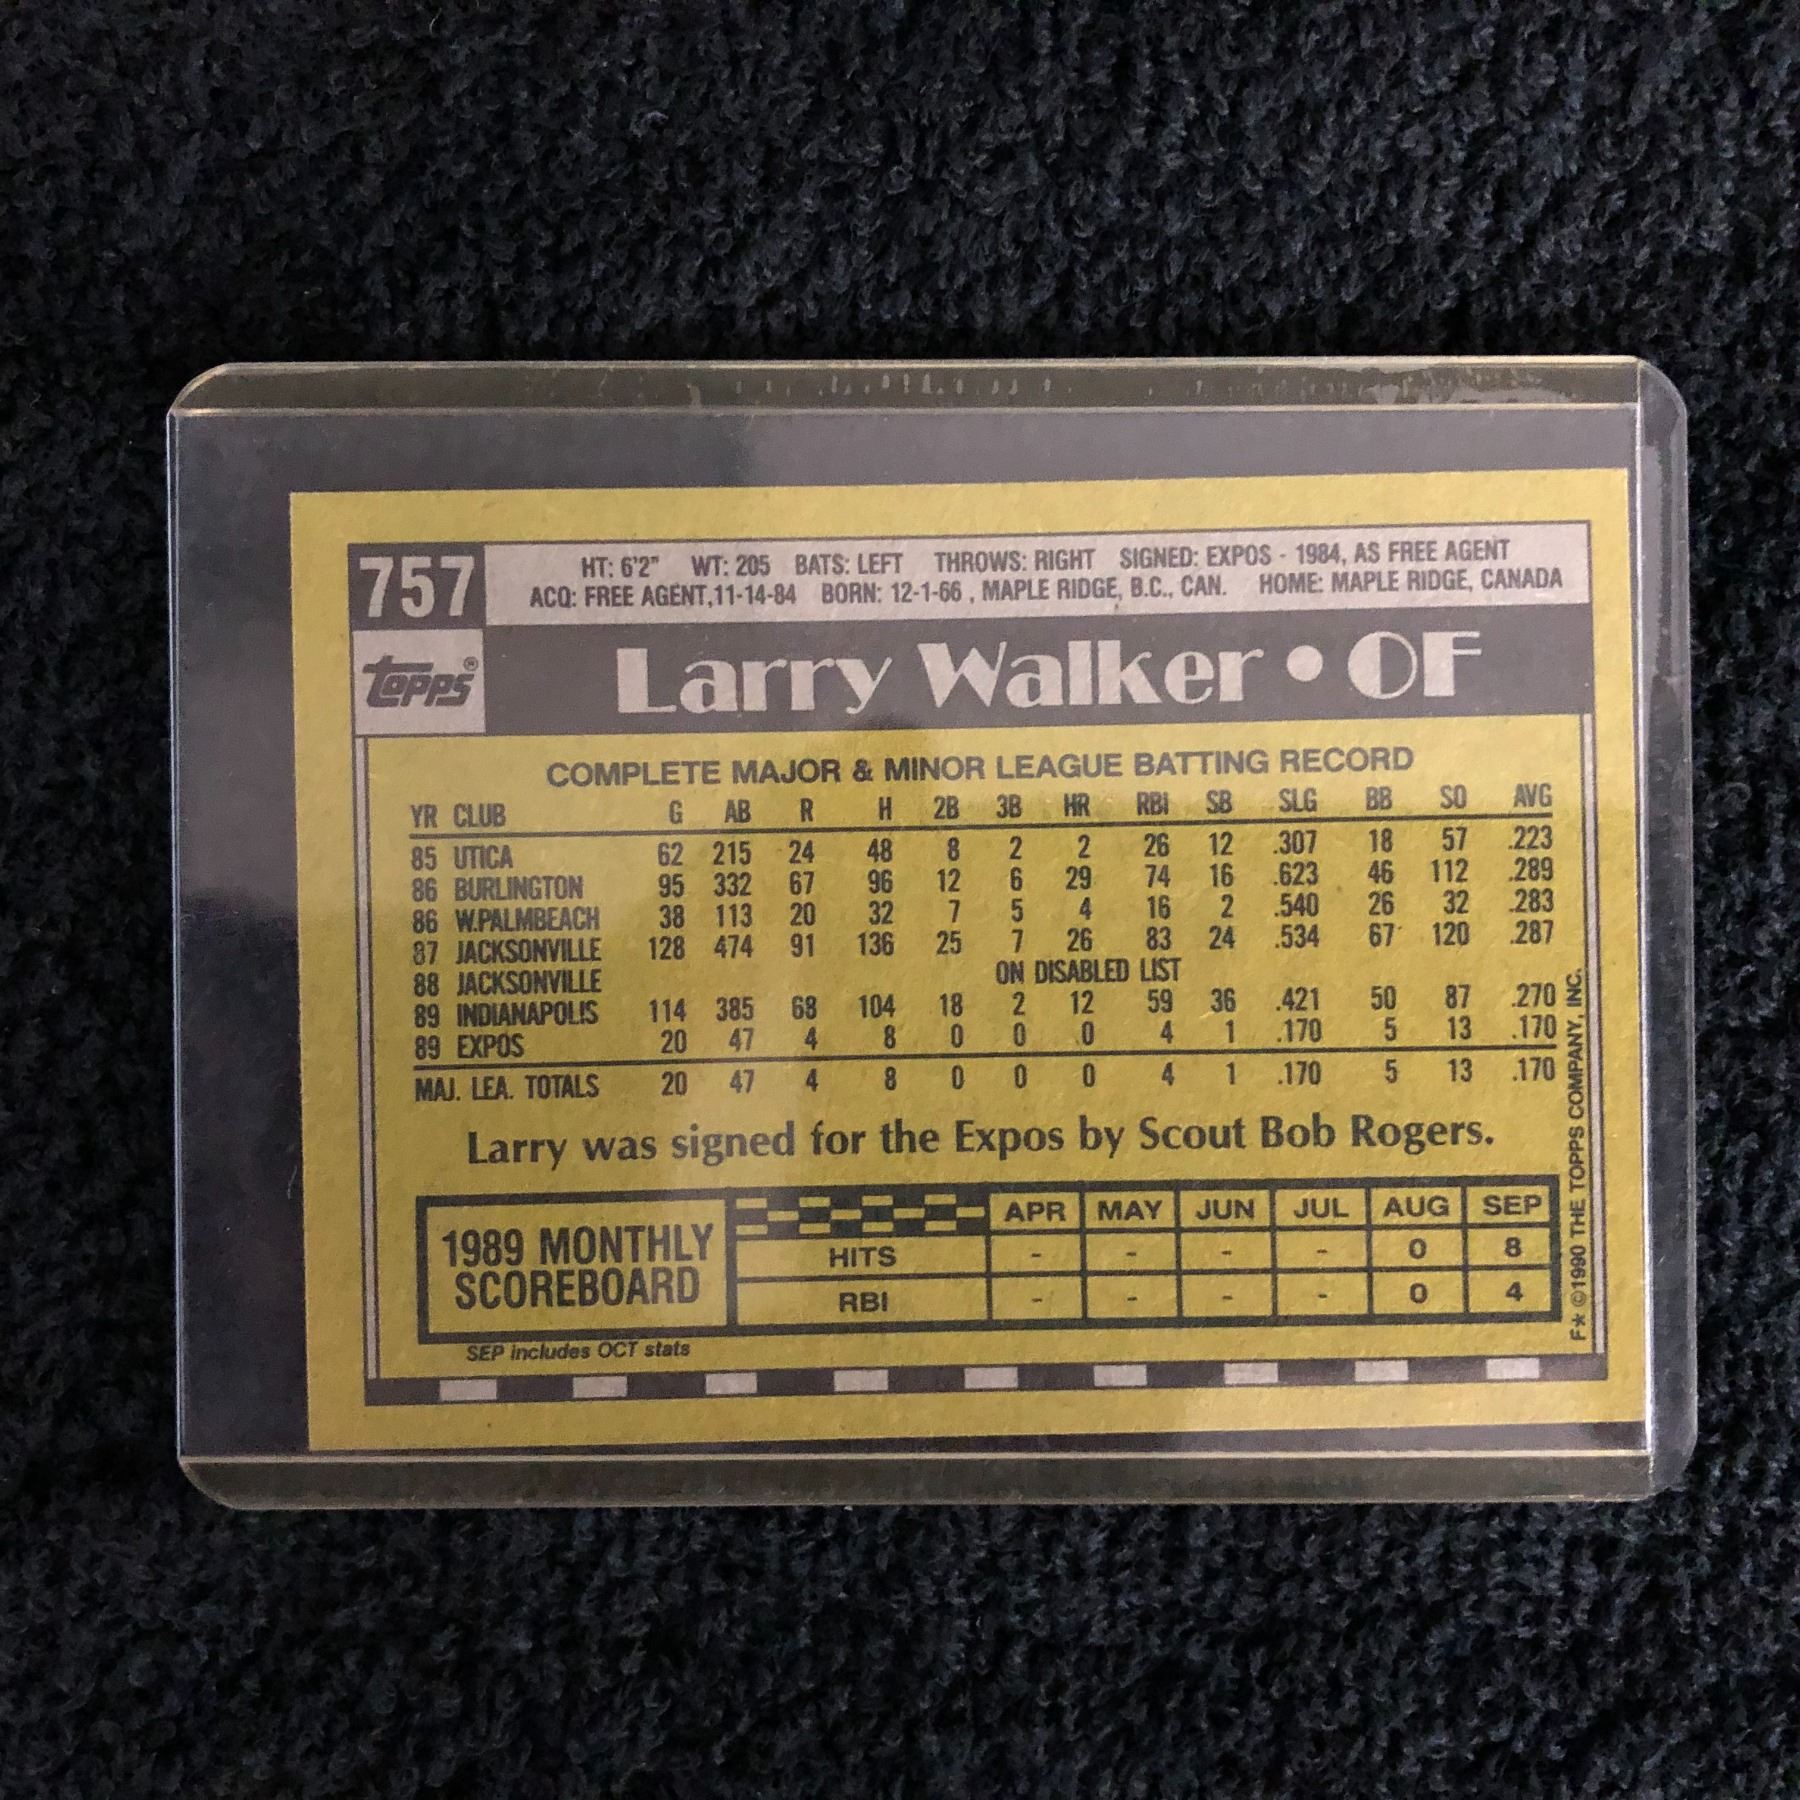 757
HT: 6'2" WT: 205 BATS: LEFT THROWS: RIGHT SIGNED: EXPOS - 1984, AS FREE AGENT
ACQ: FREE AGENT,11-14-84 BORN: 12-1-66 , MAPLE RIDGE, B.C., CAN. HOME: MAPLE RIDGE, CANADA
topps®
Larry Walker • OF
COMPLETE MAJOR & MINOR LEAGUE BATTING RECORD
YR CLUB G AB R H 2B 3B HR RBI SB SLG BB SO AVG
85 UTICA 62 215 24 48 8 2 2 26 12 .307 18 57 .223
86 BURLINGTON 95 332 67 96 12 6 29 74 16 .623 46 112 .289
86 W.PALMBEACH 38 113 20 32 7 5 4 16 2 .540 26 32 .283
87 JACKSONVILLE 128 474 91 136 25 7 26 83 24 .534 67 120 .287
88 JACKSONVILLE ON DISABLED LIST
89 INDIANAPOLIS 114 385 68 104 18 2 12 59 36 .421 50 87 .270
89 EXPOS 20 47 4 8 0 0 0 4 1 .170 5 13 .170
MAJ. LEA. TOTALS 20 47 4 8 0 0 0 4 1 .170 5 13 .170
Larry was signed for the Expos by Scout Bob Rogers.
1989 MONTHLY
SCOREBOARD
APR MAY JUN JUL AUG SEP
HITS - - - - 0 8
RBI - - - - 0 4
SEP includes OCT stats
F★ ©1990 THE TOPPS COMPANY, INC.